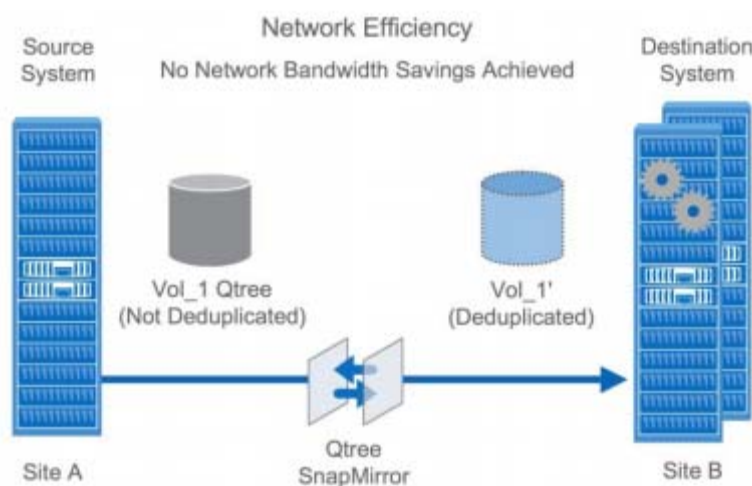 Network Efficiency
Source
System
No Network Bandwidth Savings Achieved
Destination
System
Vol_1 Qtree
(Not Deduplicated)
Vol_1'
(Deduplicated)
Qtree
SnapMirror
Site A
Site B